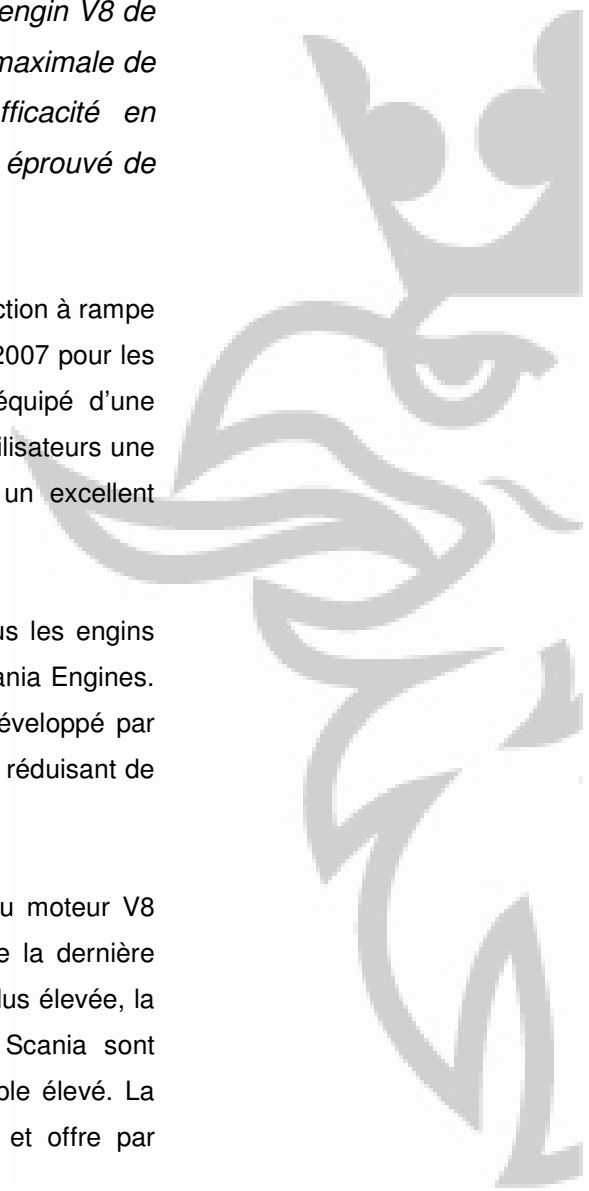 engin V8 de
maximale de
fficacité en
éprouvé de
ction à rampe
2007 pour les
équipé d'une
ilisateurs une
un excellent
us les engins
ania Engines.
éveloppé par
réduisant de
u moteur V8
e la dernière
lus élevée, la
Scania sont
ple élevé. La
et offre par